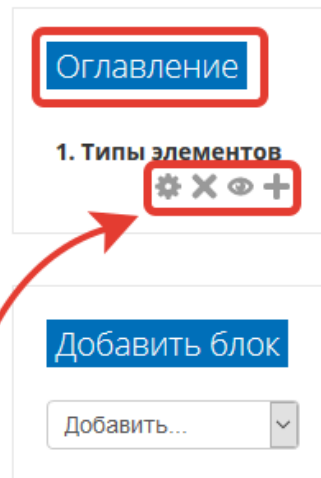 Оглавление
1. Типы элементов
Добавить блок
Добавить...